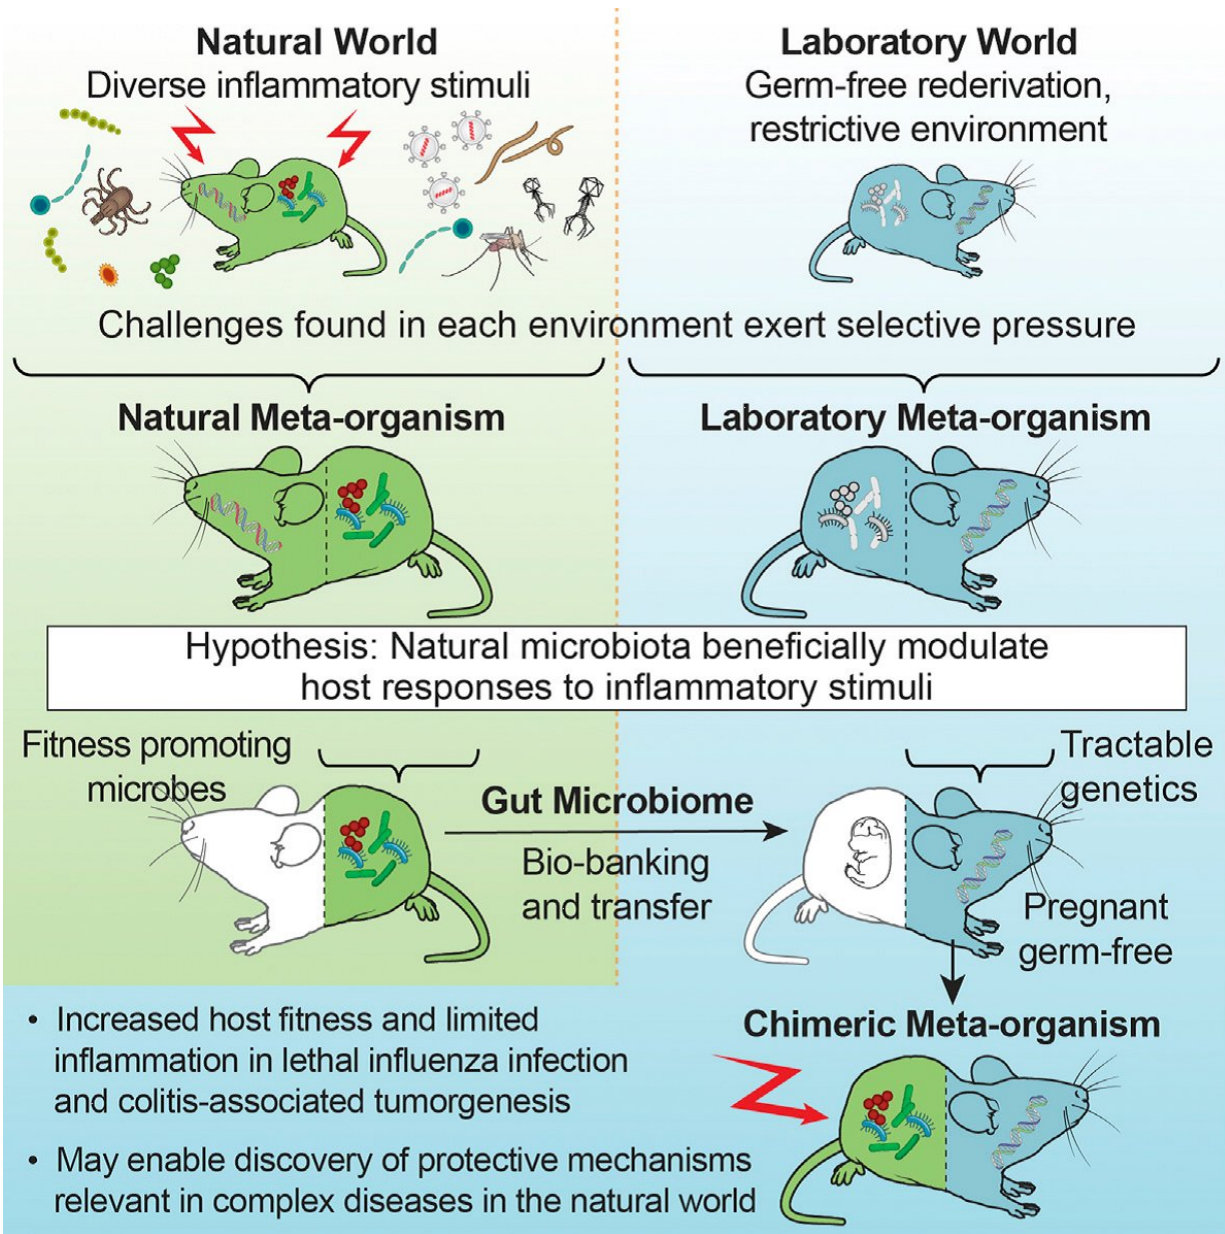 Natural World
Diverse inflammatory stimuli
Laboratory World
Germ-free rederivation,
restrictive environment
Challenges found in each environment exert selective pressure
Natural Meta-organism
Laboratory Meta-organism
Hypothesis: Natural microbiota beneficially modulate
host responses to inflammatory stimuli
Fitness promoting
microbes
Gut Microbiome
Bio-banking
and transfer
Tractable
genetics
Pregnant
germ-free
Chimeric Meta-organism
• Increased host fitness and limited
inflammation in lethal influenza infection
and colitis-associated tumorgenesis
• May enable discovery of protective mechanisms
relevant in complex diseases in the natural world